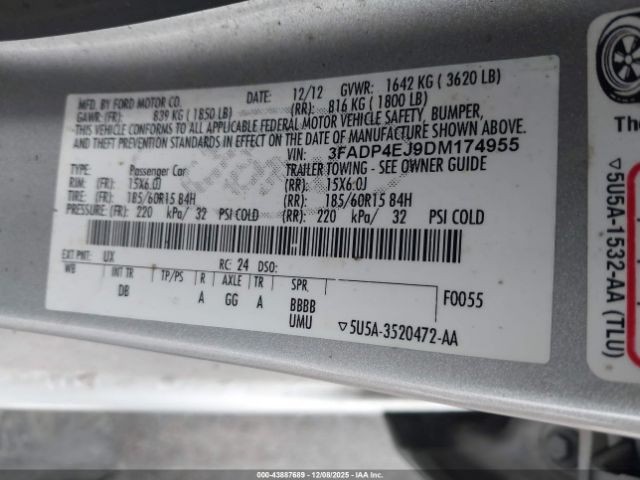 MFD. BY FORD MOTOR CO.
DATE: 12/12 GVWR: 1642 KG ( 3620 LB)
GAWR: (FR): 839 KG ( 1850 LB) (RR): 816 KG ( 1800 LB)
THIS VEHICLE CONFORMS TO ALL APPLICABLE FEDERAL MOTOR VEHICLE SAFETY, BUMPER,
AND THEFT PREVENTION STANDARDS IN EFFECT ON THE DATE OF MANUFACTURE SHOWN ABOVE.
VIN: 3FADP4EJ9DM174955
TYPE: Passenger Car TRAILER TOWING - SEE OWNER GUIDE
RIM: (FR): 15X6.0J (RR): 15X6.0J
TIRE: (FR): 185/60R15 84H (RR): 185/60R15 84H
PRESSURE: (FR): 220 kPa/ 32 PSI COLD (RR): 220 kPa/ 32 PSI COLD
EXT PNT: UX RC: 24 DSO:
WB INT TR TP/PS R AXLE TR SPR
DB A GG A BBBB F0055
UMU ▽5U5A-3520472-AA
▽5U5A-1532-AA (TLU)
000-43887689 - 12/08/2025 - IAAI.COM